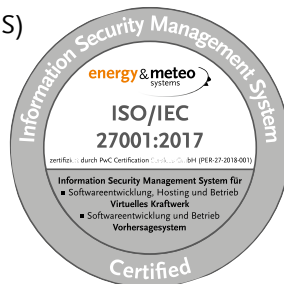 S)
Information Security Management System
energy & meteo
systems
ISO/IEC
27001:2017
durch PwC Certification GmbH (PER-27-2018-001)
Information Security Management System für
▪ Softwareentwicklung, Hosting und Betrieb
Virtuelles Kraftwerk
▪ Softwareentwicklung und Betrieb
Vorhersagesystem
Certified